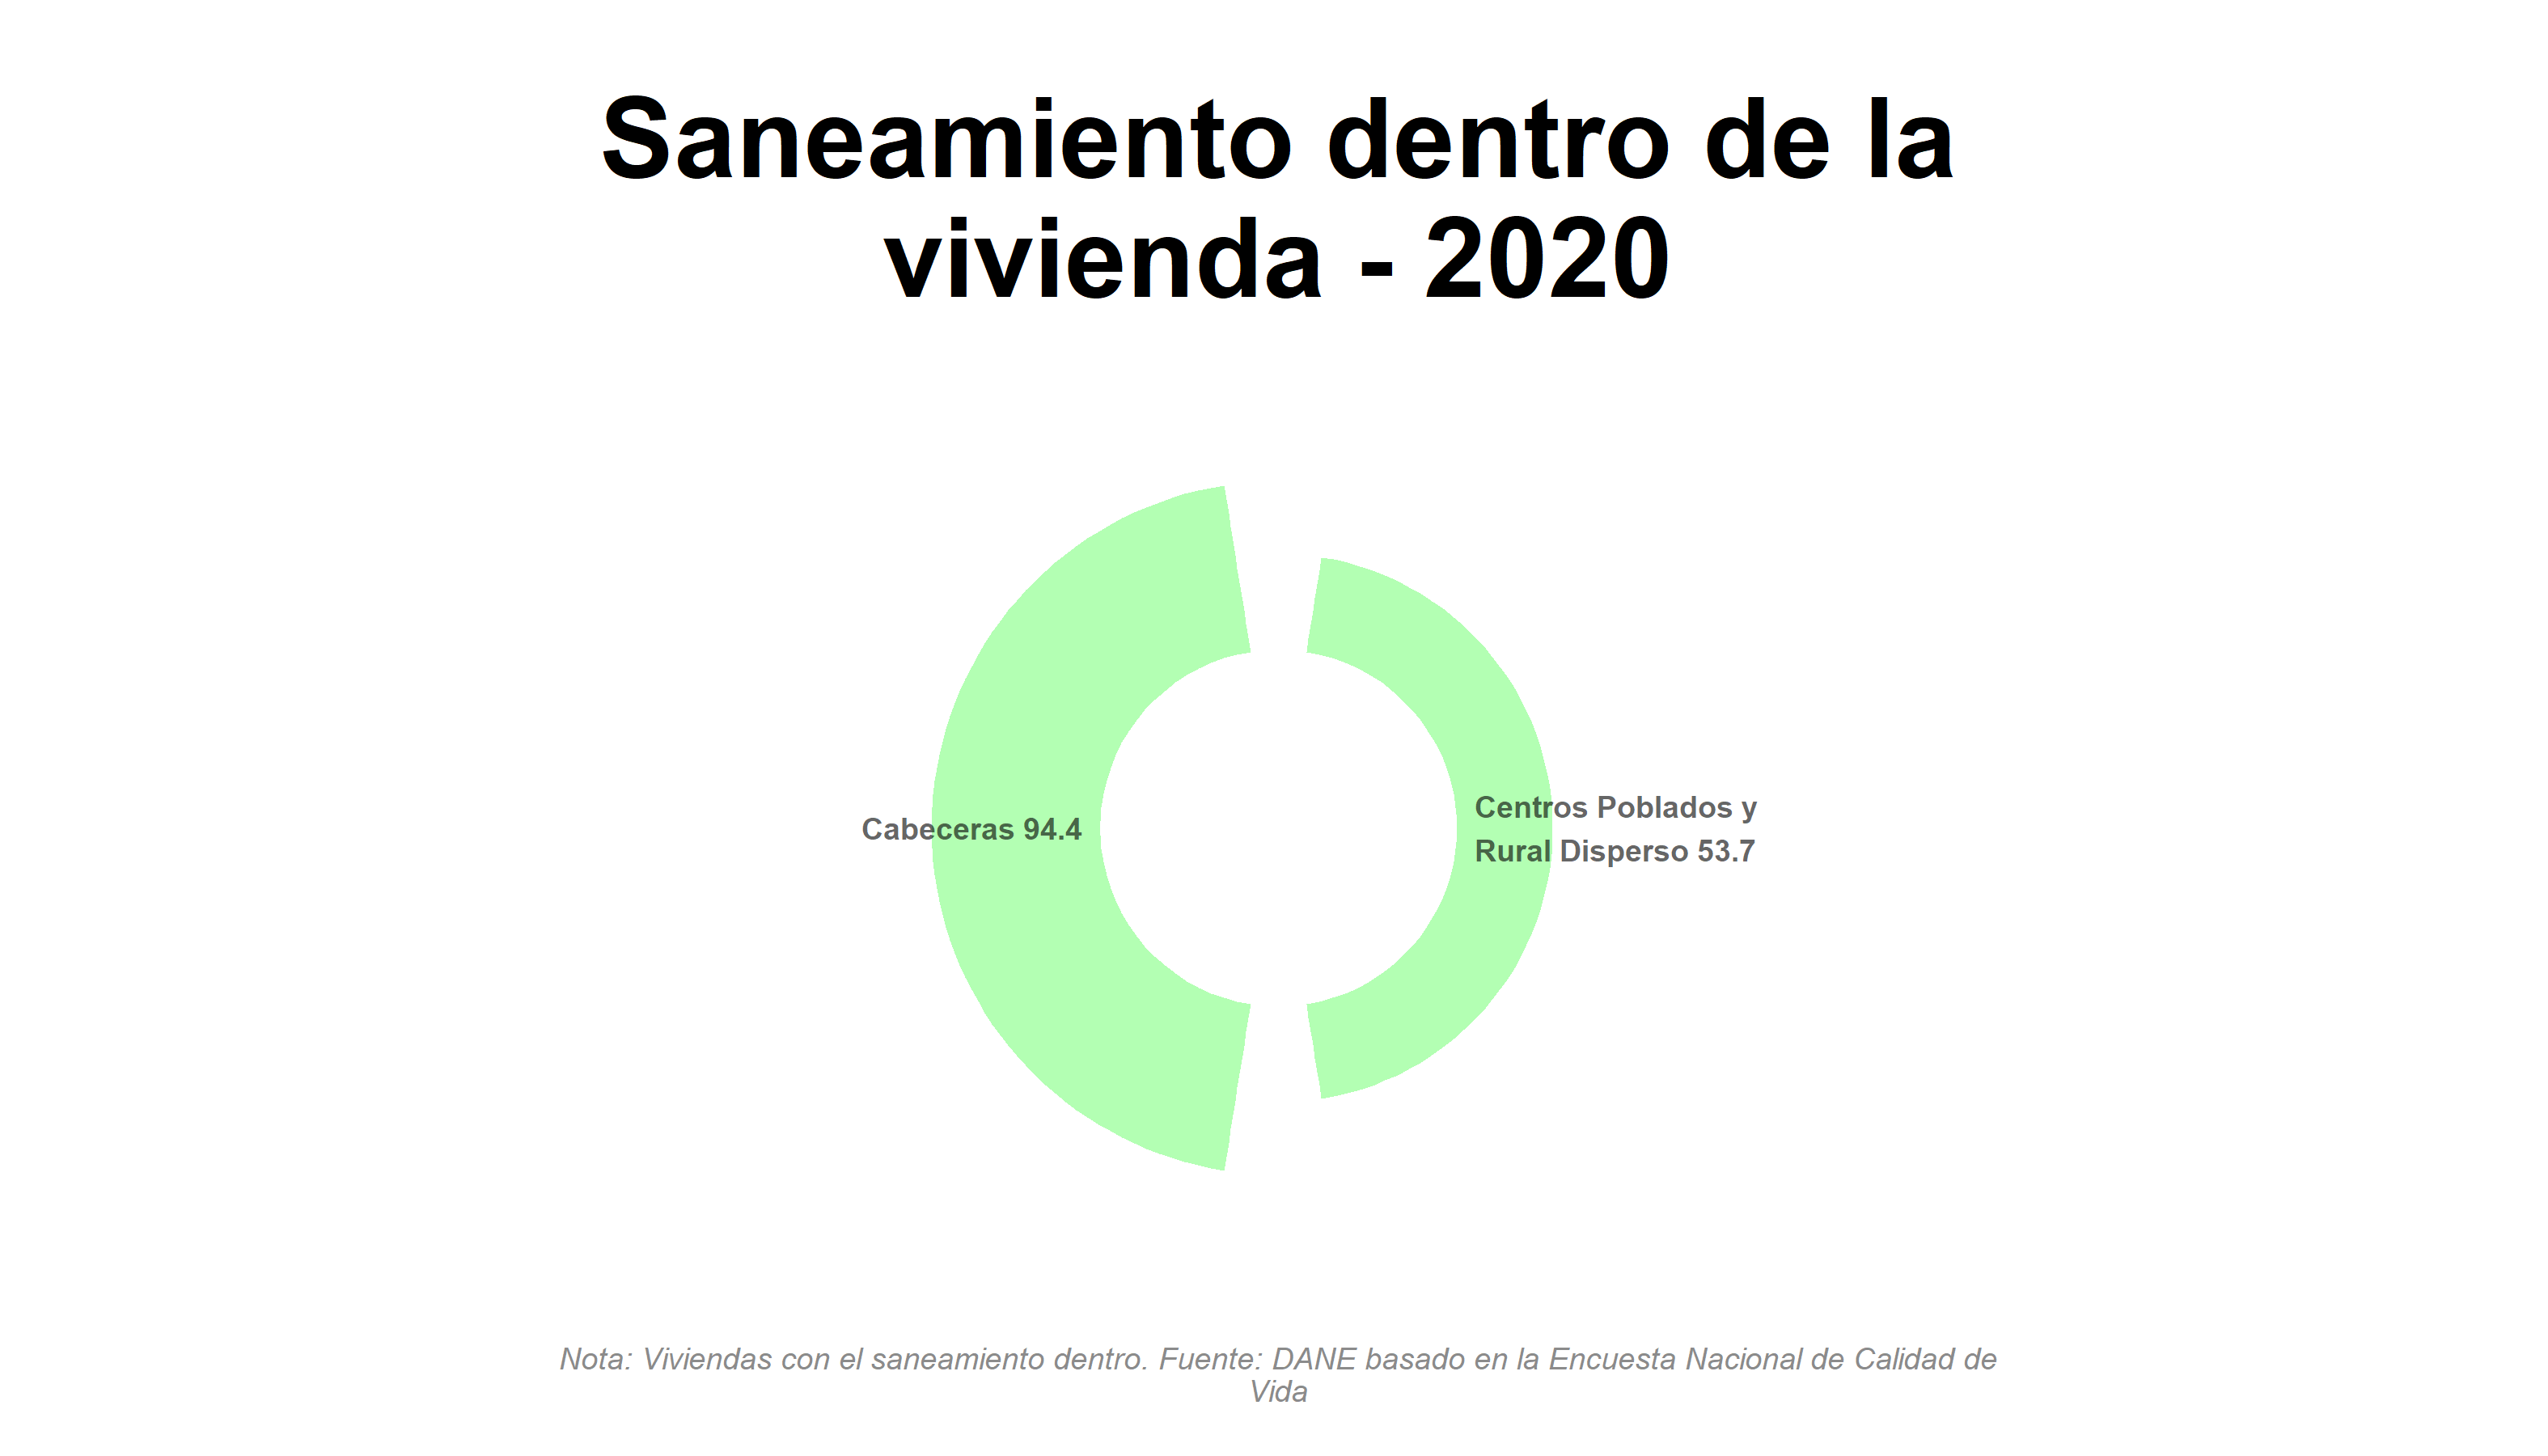 Saneamiento dentro de la
vivienda - 2020
Cabeceras 94.4
Centros Poblados y
Rural Disperso 53.7
Nota: Viviendas con el saneamiento dentro. Fuente: DANE basado en la Encuesta Nacional de Calidad de
Vida